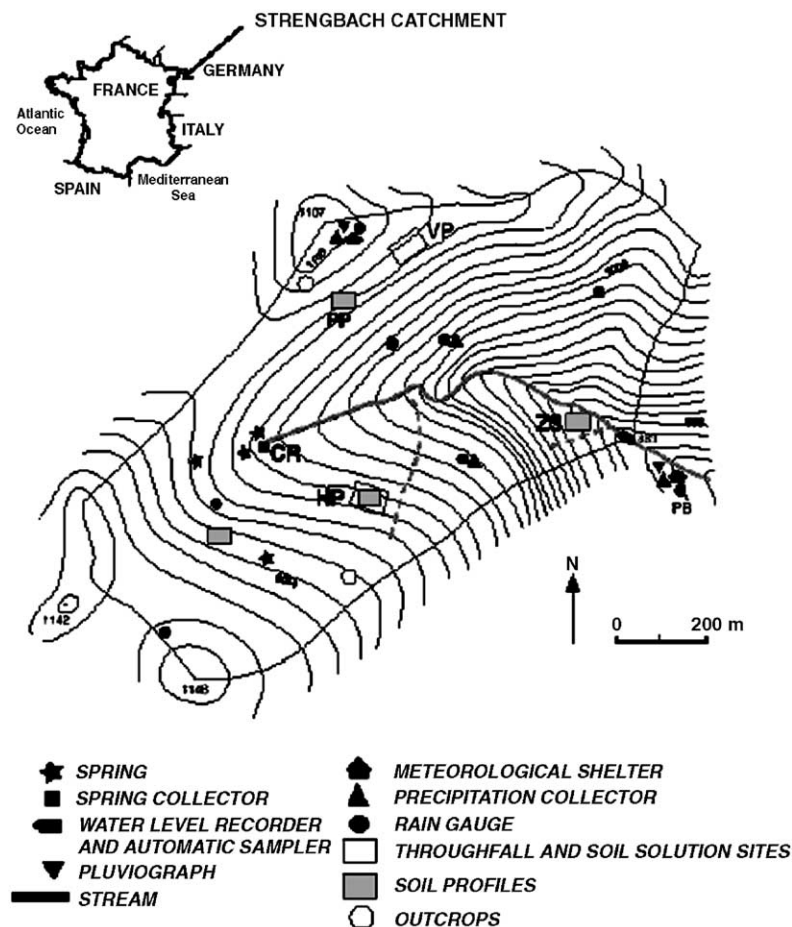 STRENGBACH CATCHMENT
GERMANY
FRANCE
Atlantic
Ocean
ITALY
SPAIN
Mediterranean
Sea
1107
VP
PP
ZS
CR
HP
PB
N
0 200 m
1142
1146
SPRING
SPRING COLLECTOR
WATER LEVEL RECORDER
AND AUTOMATIC SAMPLER
PLUVIOGRAPH
STREAM
METEOROLOGICAL SHELTER
PRECIPITATION COLLECTOR
RAIN GAUGE
THROUGHFALL AND SOIL SOLUTION SITES
SOIL PROFILES
OUTCROPS